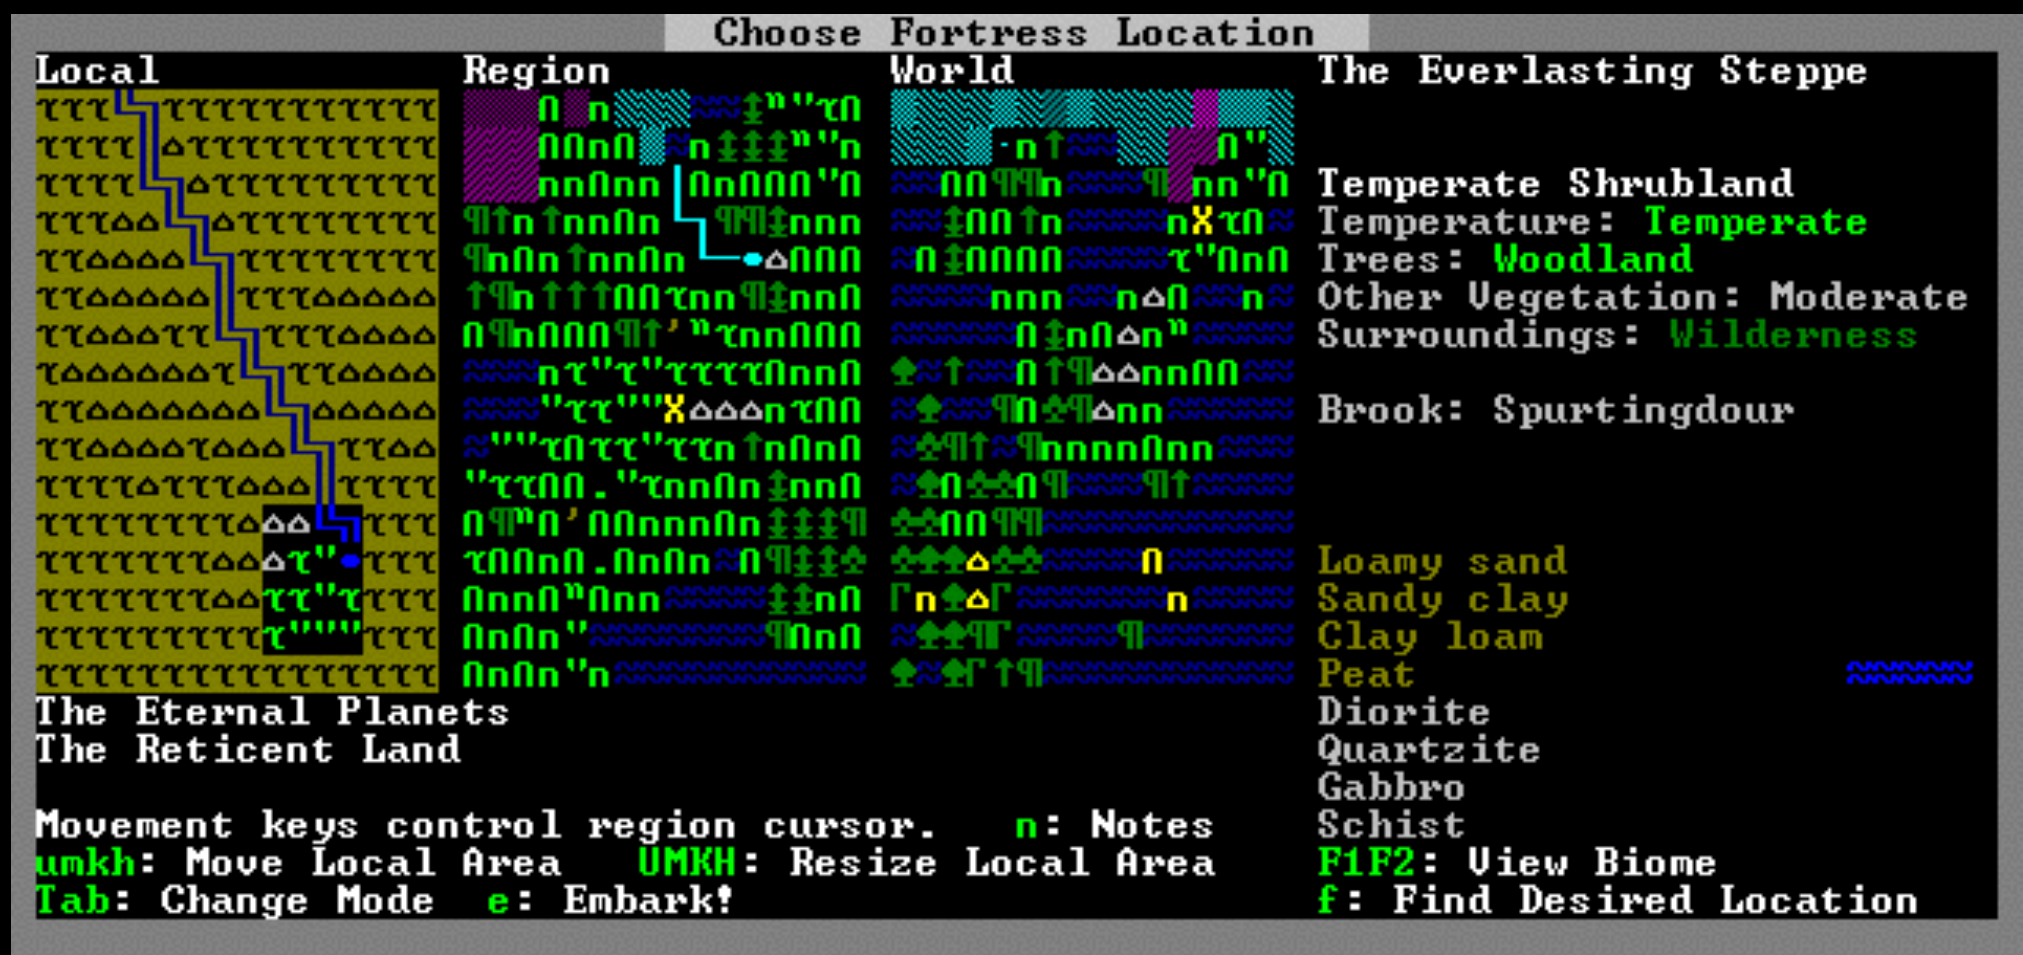 Choose Fortress Location
Local
Region
World
The Everlasting Steppe
Temperate Shrubland
Temperature: Temperate
Trees: Woodland
Other Vegetation: Moderate
Surroundings: Wilderness
Brook: Spurtingdour
Loamy sand
Sandy clay
Clay loam
Peat
Diorite
Quartzite
Gabbro
Schist
The Eternal Planets
The Reticent Land
Movement keys control region cursor. n: Notes
umkh: Move Local Area UMKH: Resize Local Area
Tab: Change Mode e: Embark!
F1F2: View Biome
f: Find Desired Location